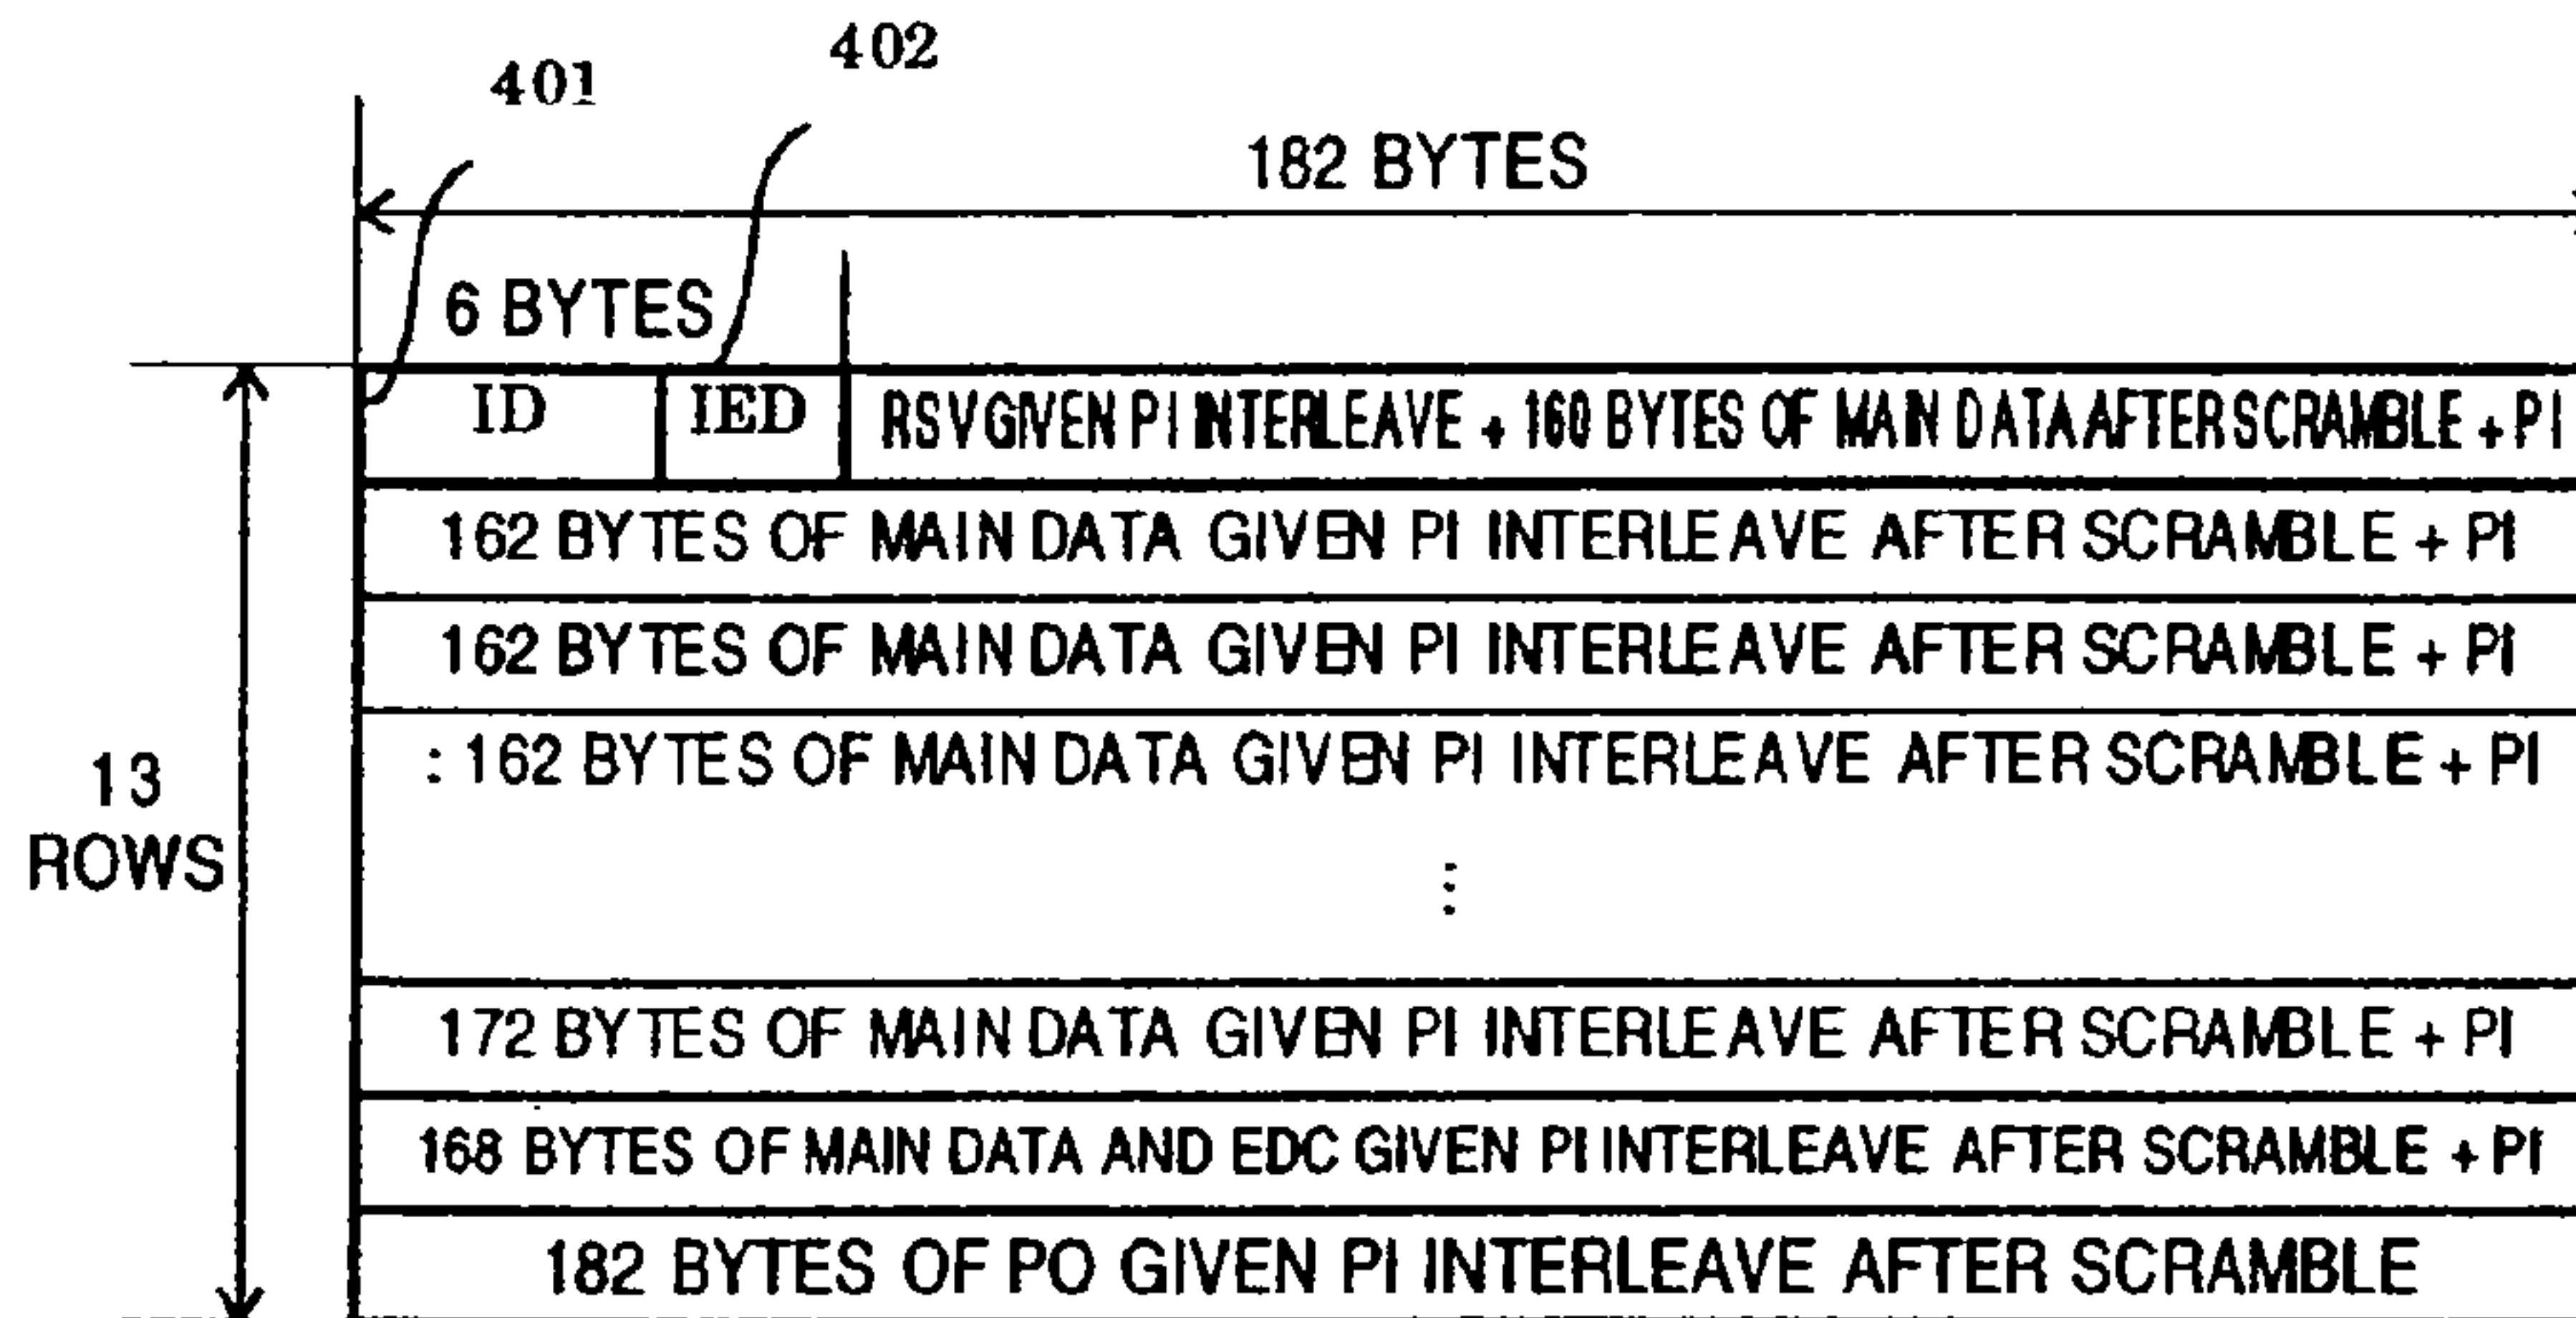 401
402
182 BYTES
6 BYTES
ID
IED
RSV GIVEN PI INTERLEAVE + 160 BYTES OF MAIN DATA AFTER SCRAMBLE + PI
162 BYTES OF MAIN DATA GIVEN PI INTERLEAVE AFTER SCRAMBLE + PI
162 BYTES OF MAIN DATA GIVEN PI INTERLEAVE AFTER SCRAMBLE + PI
: 162 BYTES OF MAIN DATA GIVEN PI INTERLEAVE AFTER SCRAMBLE + PI
13
ROWS
⋮
172 BYTES OF MAIN DATA GIVEN PI INTERLEAVE AFTER SCRAMBLE + PI
168 BYTES OF MAIN DATA AND EDC GIVEN PI INTERLEAVE AFTER SCRAMBLE + PI
182 BYTES OF PO GIVEN PI INTERLEAVE AFTER SCRAMBLE